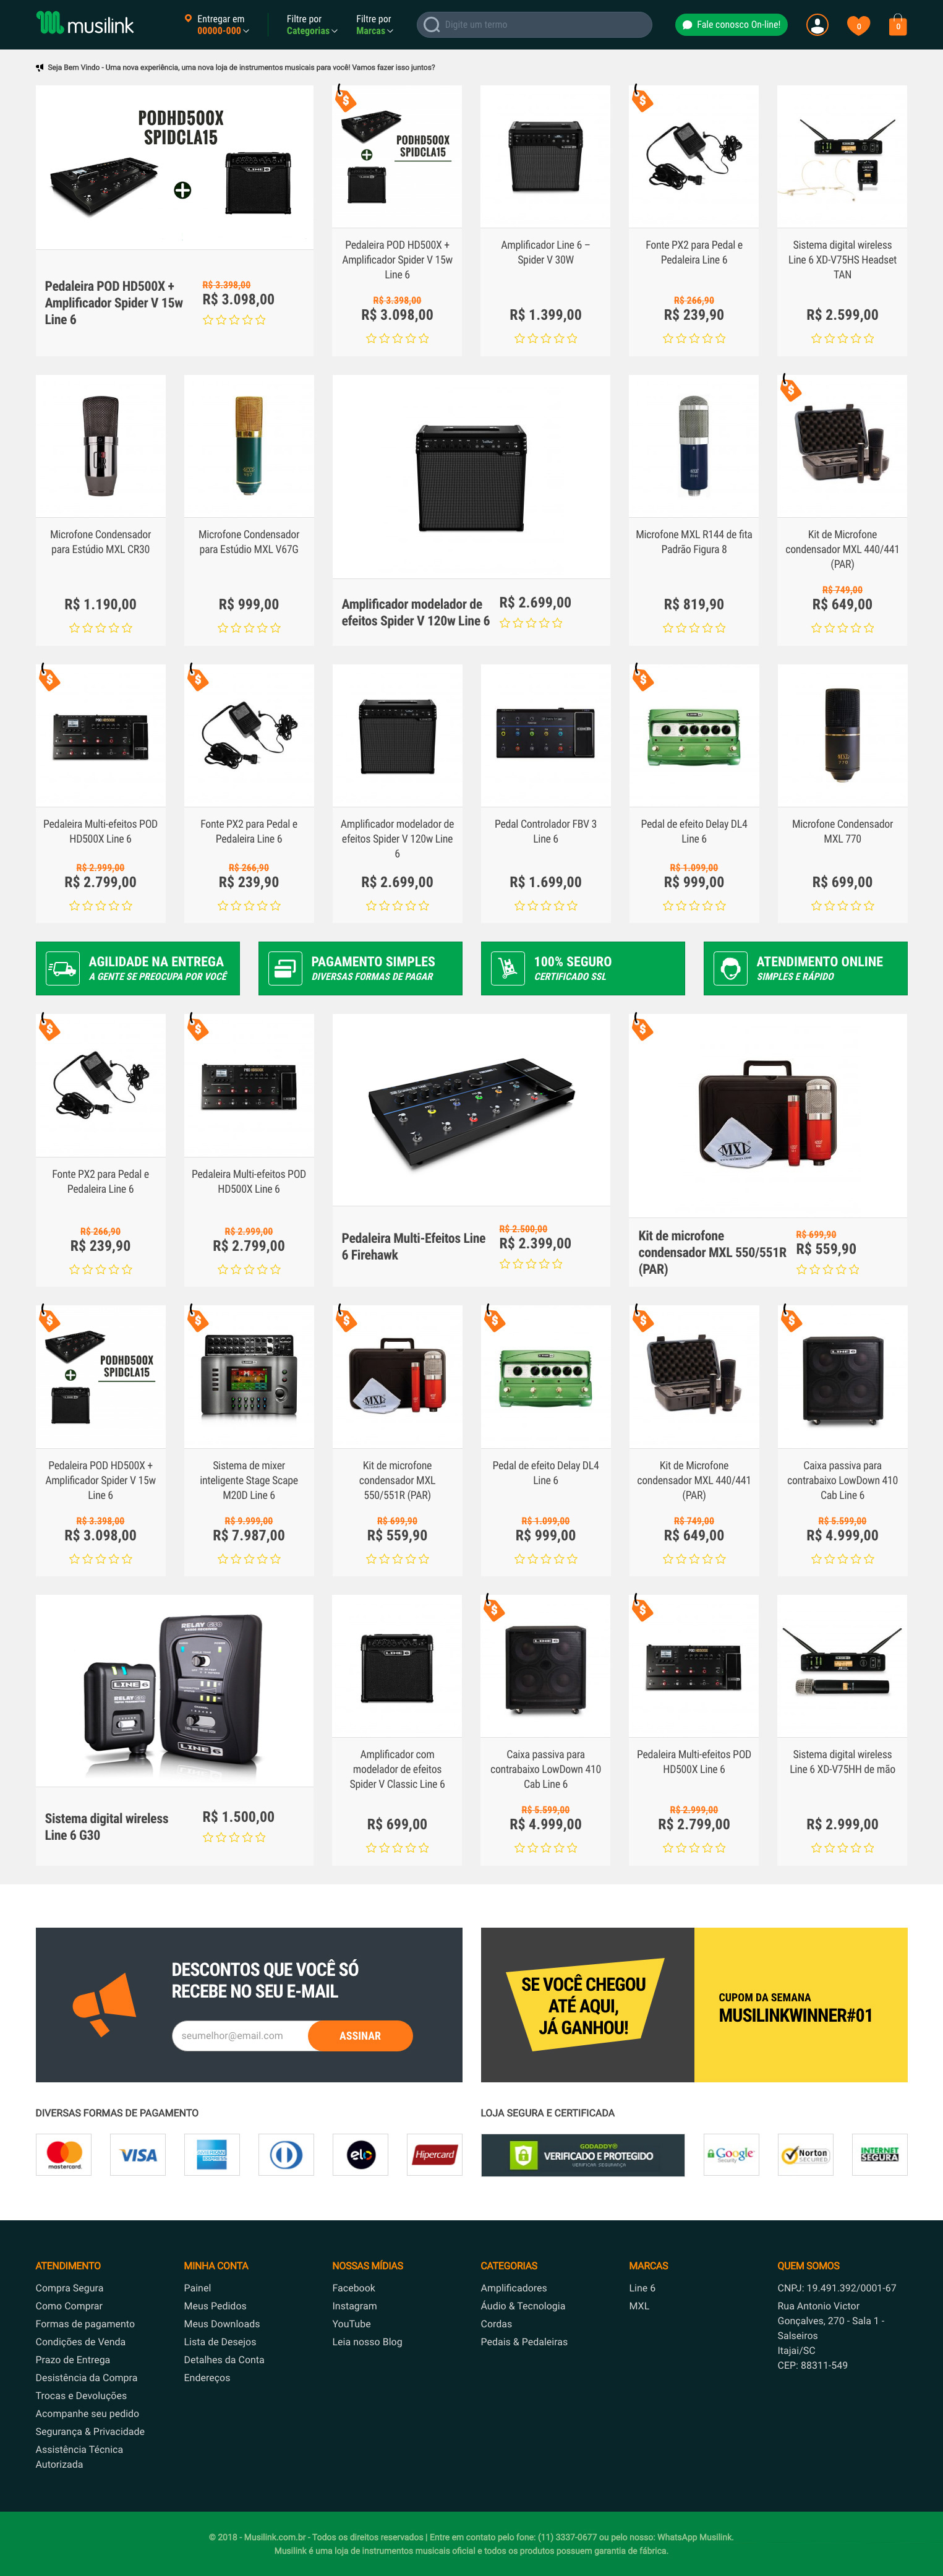 musilink
Entregar em
00000-000
Filtre por
Categorias
Filtre por
Marcas
Digite um termo
Fale conosco On-line!
0
0
Seja Bem Vindo - Uma nova experiência, uma nova loja de instrumentos musicais para você! Vamos fazer isso juntos?
PODHD500X
SPIDCLA15
Pedaleira POD HD500X +
Amplificador Spider V 15w
Line 6
R$ 3.398,00
R$ 3.098,00
PODHD500X
SPIDCLA15
Pedaleira POD HD500X +
Amplificador Spider V 15w
Line 6
R$ 3.398,00
R$ 3.098,00
Amplificador Line 6 –
Spider V 30W
R$ 1.399,00
Fonte PX2 para Pedal e
Pedaleira Line 6
R$ 266,90
R$ 239,90
Sistema digital wireless
Line 6 XD-V75HS Headset
TAN
R$ 2.599,00
Microfone Condensador
para Estúdio MXL CR30
R$ 1.190,00
Microfone Condensador
para Estúdio MXL V67G
R$ 999,00
Amplificador modelador de
efeitos Spider V 120w Line 6
R$ 2.699,00
Microfone MXL R144 de fita
Padrão Figura 8
R$ 819,90
Kit de Microfone
condensador MXL 440/441
(PAR)
R$ 749,00
R$ 649,00
Pedaleira Multi-efeitos POD
HD500X Line 6
R$ 2.999,00
R$ 2.799,00
Fonte PX2 para Pedal e
Pedaleira Line 6
R$ 266,90
R$ 239,90
Amplificador modelador de
efeitos Spider V 120w Line
6
R$ 2.699,00
Pedal Controlador FBV 3
Line 6
R$ 1.699,00
Pedal de efeito Delay DL4
Line 6
R$ 1.099,00
R$ 999,00
Microfone Condensador
MXL 770
R$ 699,00
AGILIDADE NA ENTREGA
A GENTE SE PREOCUPA POR VOCÊ
PAGAMENTO SIMPLES
DIVERSAS FORMAS DE PAGAR
100% SEGURO
CERTIFICADO SSL
ATENDIMENTO ONLINE
SIMPLES E RÁPIDO
Fonte PX2 para Pedal e
Pedaleira Line 6
R$ 266,90
R$ 239,90
Pedaleira Multi-efeitos POD
HD500X Line 6
R$ 2.999,00
R$ 2.799,00
Pedaleira Multi-Efeitos Line
6 Firehawk
R$ 2.500,00
R$ 2.399,00
MXL
Kit de microfone
condensador MXL 550/551R
(PAR)
R$ 699,90
R$ 559,90
PODHD500X
SPIDCLA15
Pedaleira POD HD500X +
Amplificador Spider V 15w
Line 6
R$ 3.398,00
R$ 3.098,00
Sistema de mixer
inteligente Stage Scape
M20D Line 6
R$ 9.999,00
R$ 7.987,00
MXL
Kit de microfone
condensador MXL
550/551R (PAR)
R$ 699,90
R$ 559,90
Pedal de efeito Delay DL4
Line 6
R$ 1.099,00
R$ 999,00
Kit de Microfone
condensador MXL 440/441
(PAR)
R$ 749,00
R$ 649,00
LINE 6
Caixa passiva para
contrabaixo LowDown 410
Cab Line 6
R$ 5.599,00
R$ 4.999,00
RELAY G30
LINE 6
RELAY G30
LINE 6
Sistema digital wireless
Line 6 G30
R$ 1.500,00
LINE 6
Amplificador com
modelador de efeitos
Spider V Classic Line 6
R$ 699,00
LINE 6
Caixa passiva para
contrabaixo LowDown 410
Cab Line 6
R$ 5.599,00
R$ 4.999,00
Pedaleira Multi-efeitos POD
HD500X Line 6
R$ 2.999,00
R$ 2.799,00
Sistema digital wireless
Line 6 XD-V75HH de mão
R$ 2.999,00
DESCONTOS QUE VOCÊ SÓ
RECEBE NO SEU E-MAIL
seumelhor@email.com
ASSINAR
SE VOCÊ CHEGOU
ATÉ AQUI,
JÁ GANHOU!
CUPOM DA SEMANA
MUSILINKWINNER#01
DIVERSAS FORMAS DE PAGAMENTO
mastercard
VISA
AMERICAN EXPRESS
elo
Hipercard
LOJA SEGURA E CERTIFICADA
GODADDY®
VERIFICADO E PROTEGIDO
VERIFICAR SEGURANÇA
Google
Security
Norton
SECURED
INTERNET
SEGURA
ATENDIMENTO
Compra Segura
Como Comprar
Formas de pagamento
Condições de Venda
Prazo de Entrega
Desistência da Compra
Trocas e Devoluções
Acompanhe seu pedido
Segurança & Privacidade
Assistência Técnica
Autorizada
MINHA CONTA
Painel
Meus Pedidos
Meus Downloads
Lista de Desejos
Detalhes da Conta
Endereços
NOSSAS MÍDIAS
Facebook
Instagram
YouTube
Leia nosso Blog
CATEGORIAS
Amplificadores
Áudio & Tecnologia
Cordas
Pedais & Pedaleiras
MARCAS
Line 6
MXL
QUEM SOMOS
CNPJ: 19.491.392/0001-67
Rua Antonio Victor
Gonçalves, 270 - Sala 1 -
Salseiros
Itajai/SC
CEP: 88311-549
© 2018 - Musilink.com.br - Todos os direitos reservados | Entre em contato pelo fone: (11) 3337-0677 ou pelo nosso: WhatsApp Musilink.
Musilink é uma loja de instrumentos musicais oficial e todos os produtos possuem garantia de fábrica.